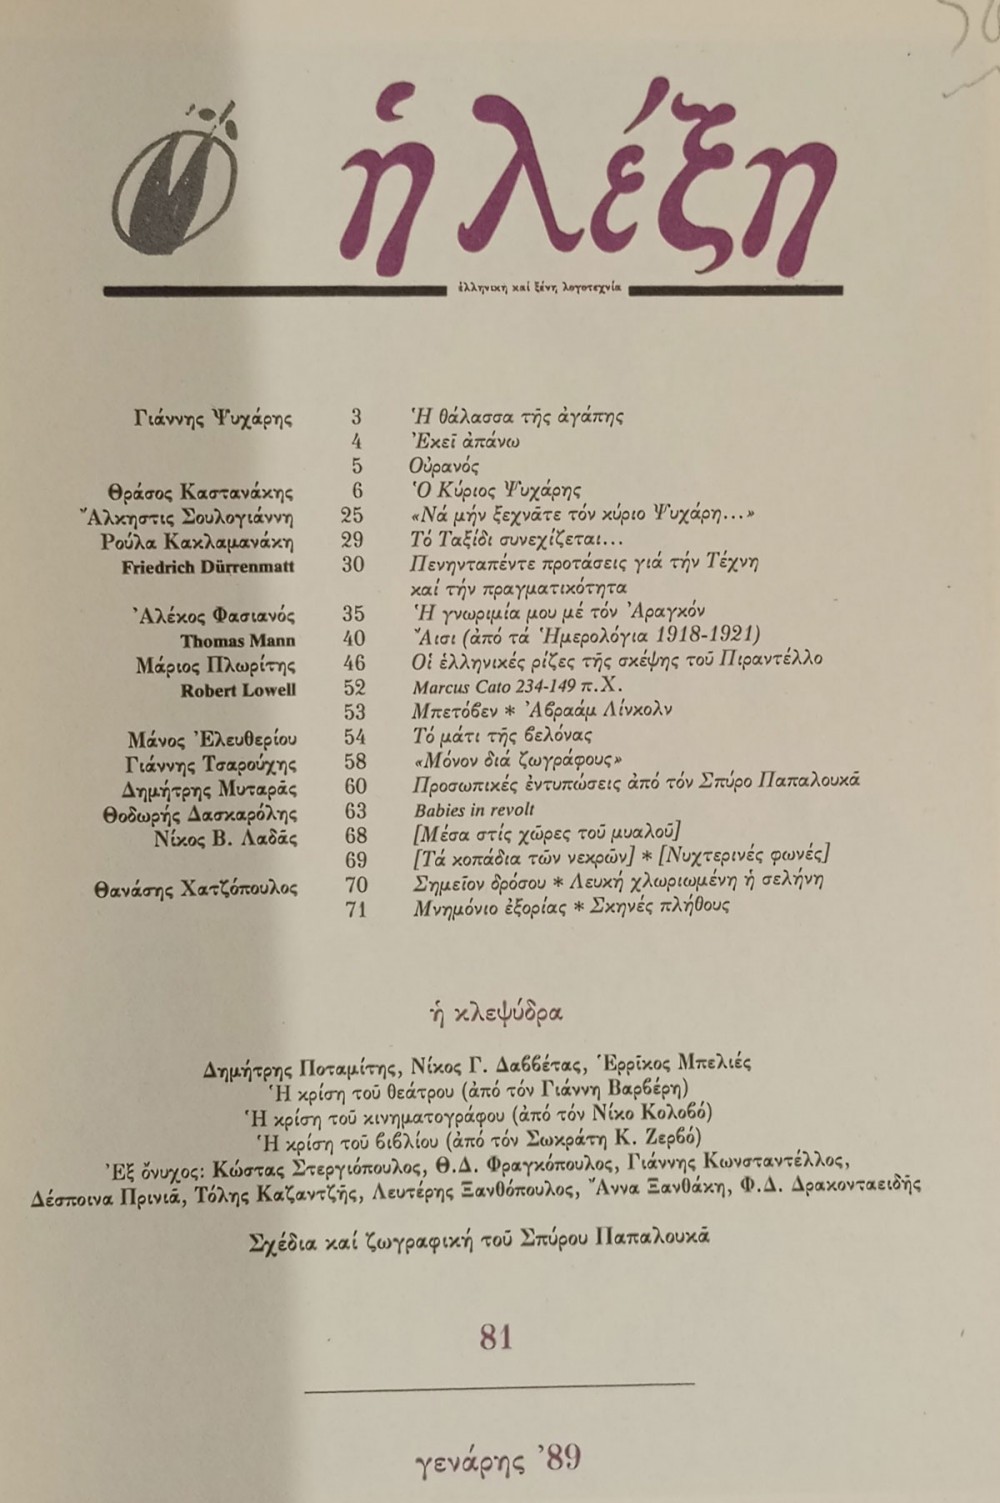 ἡ λέξη
ἑλληνική καί ξένη λογοτεχνία
Γιάννης Ψυχάρης 3 Ἡ θάλασσα τῆς ἀγάπης
4 Ἐκεῖ ἀπάνω
5 Οὐρανός
Θράσος Καστανάκης 6 Ὁ Κύριος Ψυχάρης
Ἄλκηστις Σουλογιάννη 25 «Νά μήν ξεχνᾶτε τόν κύριο Ψυχάρη...»
Ρούλα Κακλαμανάκη 29 Τό Ταξίδι συνεχίζεται...
Friedrich Dürrenmatt 30 Πενηνταπέντε προτάσεις γιά τήν Τέχνη
καί τήν πραγματικότητα
Ἀλέκος Φασιανός 35 Ἡ γνωριμία μου μέ τόν Ἀραγκόν
Thomas Mann 40 Ἄισι (ἀπό τά Ἡμερολόγια 1918-1921)
Μάριος Πλωρίτης 46 Οἱ ἑλληνικές ρίζες τῆς σκέψης τοῦ Πιραντέλλο
Robert Lowell 52 Marcus Cato 234-149 π.Χ.
53 Μπετόβεν * Ἀβραάμ Λίνκολν
Μάνος Ἐλευθερίου 54 Τό μάτι τῆς βελόνας
Γιάννης Τσαρούχης 58 «Μόνον διά ζωγράφους»
Δημήτρης Μυταρᾶς 60 Προσωπικές ἐντυπώσεις ἀπό τόν Σπύρο Παπαλουκᾶ
Θοδωρής Δασκαρόλης 63 Babies in revolt
Νίκος Β. Λαδᾶς 68 [Μέσα στίς χῶρες τοῦ μυαλοῦ]
69 [Τά κοπάδια τῶν νεκρῶν] * [Νυχτερινές φωνές]
Θανάσης Χατζόπουλος 70 Σημεῖον δρόσου * Λευκή χλωριωμένη ἡ σελήνη
71 Μνημόνιο ἐξορίας * Σκηνές πλήθους
ἡ κλεψύδρα
Δημήτρης Ποταμίτης, Νίκος Γ. Δαββέτας, Ἐρρῖκος Μπελιές
Ἡ κρίση τοῦ θεάτρου (ἀπό τόν Γιάννη Βαρβέρη)
Ἡ κρίση τοῦ κινηματογράφου (ἀπό τόν Νίκο Κολοβό)
Ἡ κρίση τοῦ βιβλίου (ἀπό τόν Σωκράτη Κ. Ζερβό)
Ἐξ ὄνυχος: Κώστας Στεργιόπουλος, Θ.Δ. Φραγκόπουλος, Γιάννης Κωνσταντέλλος,
Δέσποινα Πρινιᾶ, Τόλης Καζαντζῆς, Λευτέρης Ξανθόπουλος, Ἄννα Ξανθάκη, Φ.Δ. Δρακονταειδῆς
Σχέδια καί ζωγραφική τοῦ Σπύρου Παπαλουκᾶ
81
γενάρης '89